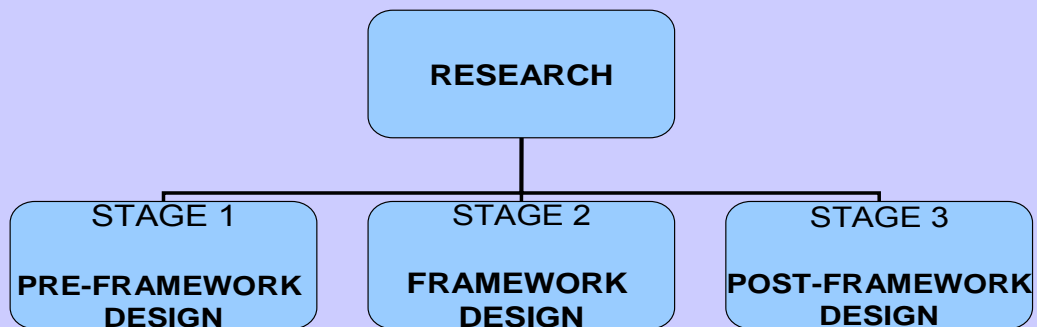 RESEARCH
STAGE 1
PRE-FRAMEWORK
DESIGN
STAGE 2
FRAMEWORK
DESIGN
STAGE 3
POST-FRAMEWORK
DESIGN